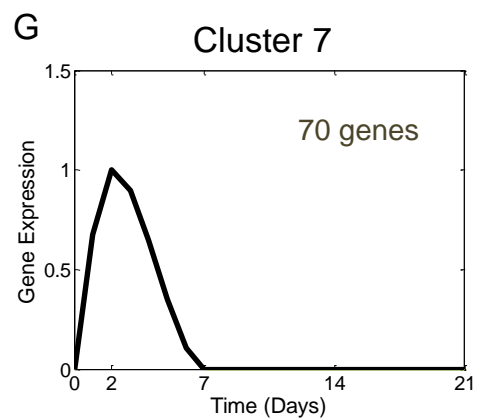 G
Cluster 7
70 genes
Gene Expression
1.5
1
0.5
0
0 2 7 14 21
Time (Days)